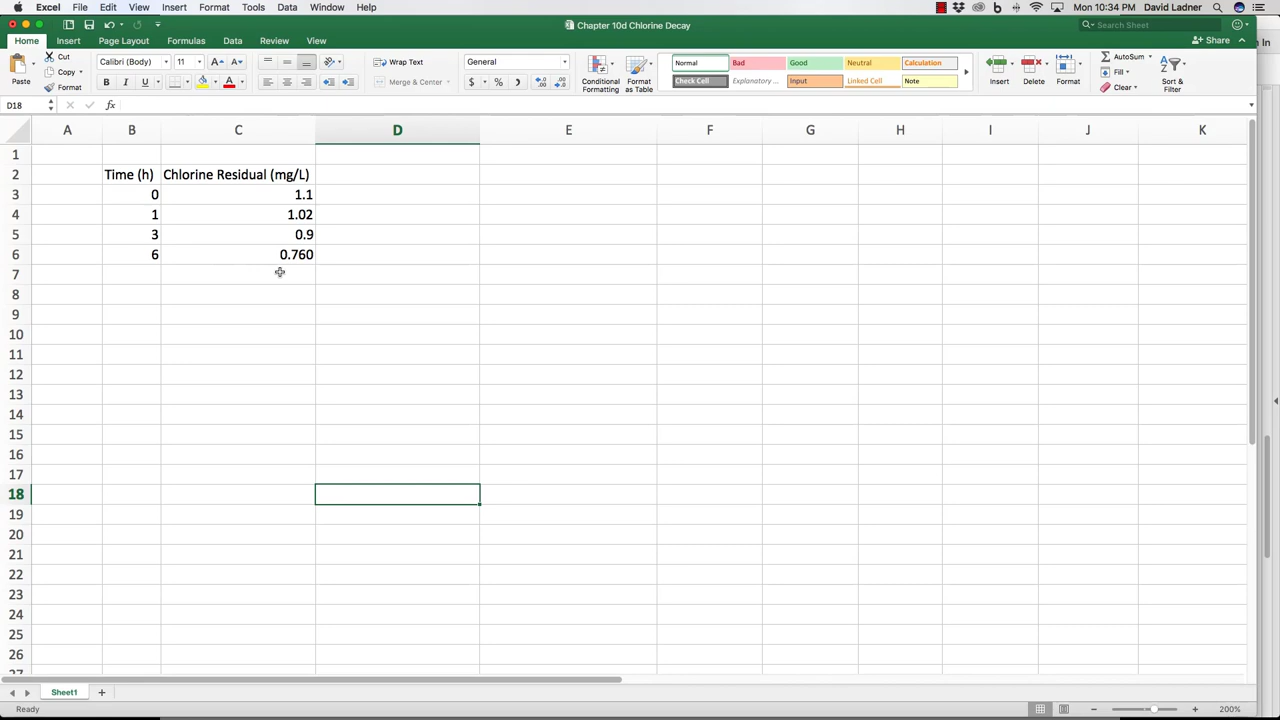 Excel File Edit View Insert Format Tools Data Window Help Mon 10:34 PM David Ladner
Chapter 10d Chlorine Decay Search Sheet
Home Insert Page Layout Formulas Data Review View Share
Cut Calibri (Body) 11 A A Wrap Text General Normal Bad Good Neutral Calculation AutoSum
Copy Fill
Paste Format B I U A Merge & Center $ % Conditional Formatting Format as Table Check Cell Explanatory ... Input Linked Cell Note Insert Delete Format Clear Sort & Filter
D18 fx
A B C D E F G H I J K
1
2 Time (h) Chlorine Residual (mg/L)
3 0 1.1
4 1 1.02
5 3 0.9
6 6 0.760
7
8
9
10
11
12
13
14
15
16
17
18
19
20
21
22
23
24
25
26
27
Sheet1
Ready 200%